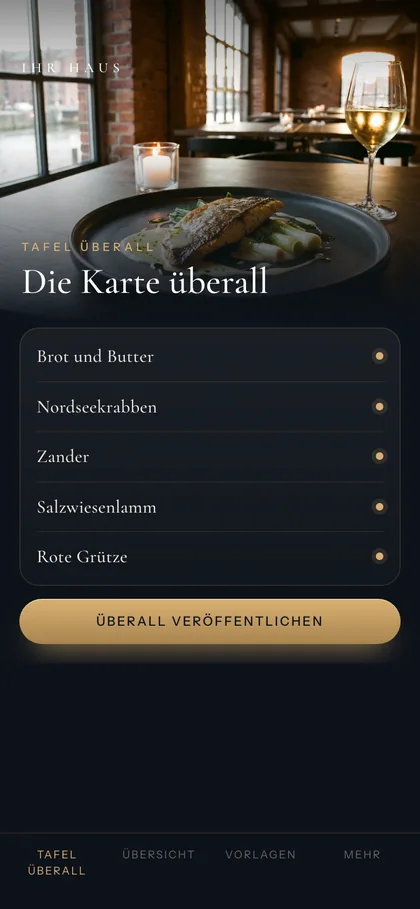 IHR HAUS
TAFEL ÜBERALL
Die Karte überall
Brot und Butter
Nordseekrabben
Zander
Salzwiesenlamm
Rote Grütze
ÜBERALL VERÖFFENTLICHEN
TAFEL
ÜBERALL
ÜBERSICHT
VORLAGEN
MEHR